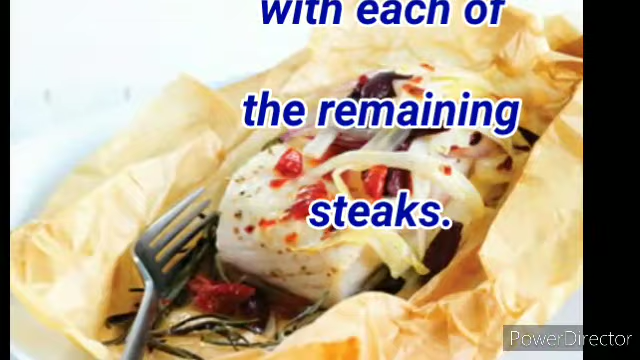 with each of
the remaining
steaks.
PowerDirector